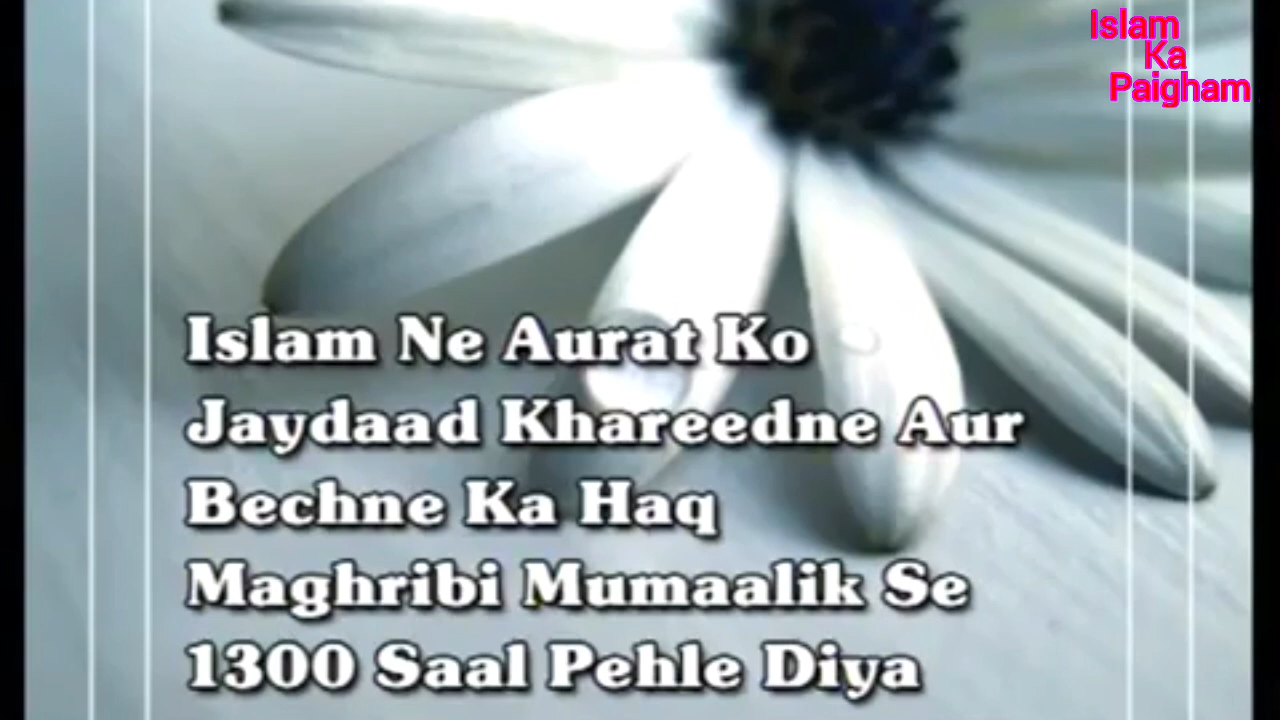 Islam
Ka
Paigham
Islam Ne Aurat Ko
Jaydaad Khareedne Aur
Bechne Ka Haq
Maghribi Mumaalik Se
1300 Saal Pehle Diya